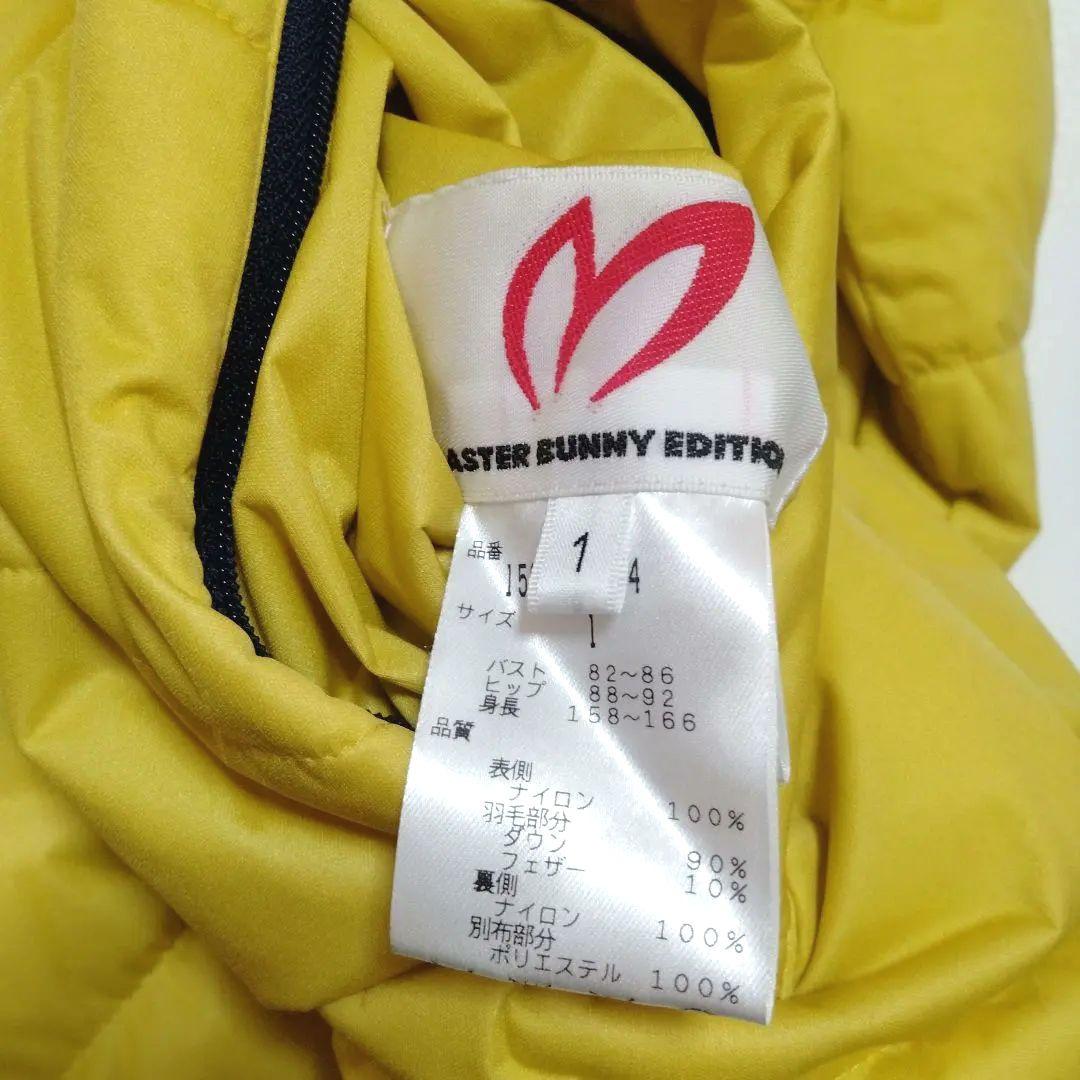 ASTER BUNNY EDITIO
1
品番
15 4
サイズ
1
バスト 82～86
ヒップ 88～92
身長 158～166
品質
表側
ナイロン 100%
羽毛部分
ダウン 90%
フェザー 10%
裏側
ナイロン 100%
別布部分
ポリエステル 100%